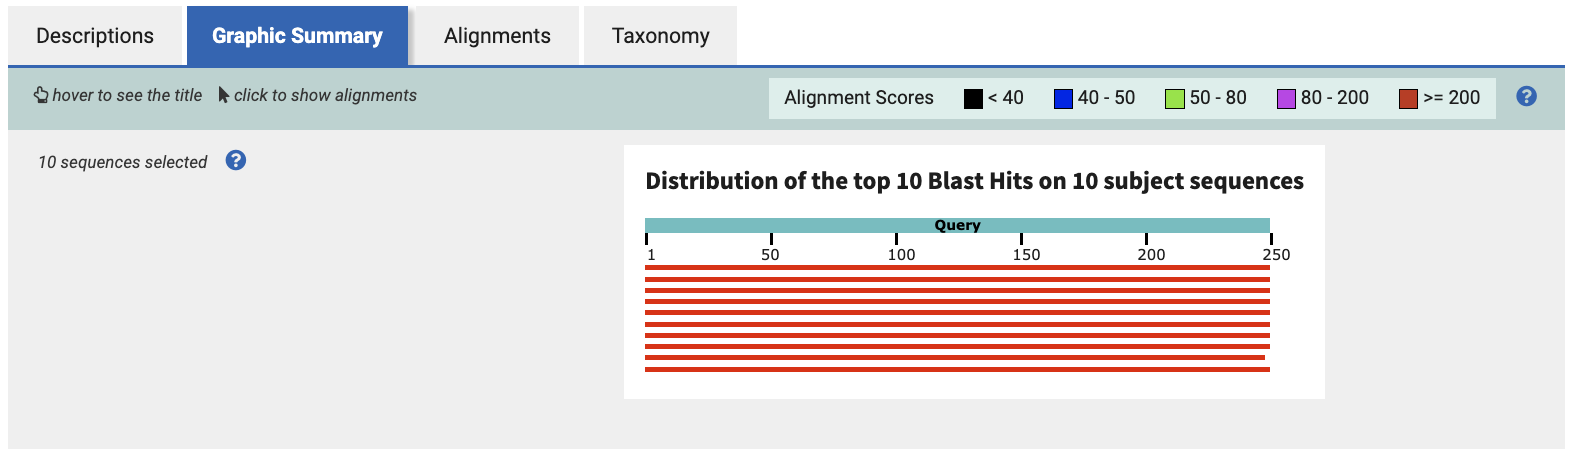 Descriptions Graphic Summary Alignments Taxonomy
hover to see the title click to show alignments Alignment Scores < 40 40 - 50 50 - 80 80 - 200 >= 200 ?
10 sequences selected ?
Distribution of the top 10 Blast Hits on 10 subject sequences
Query
1 50 100 150 200 250